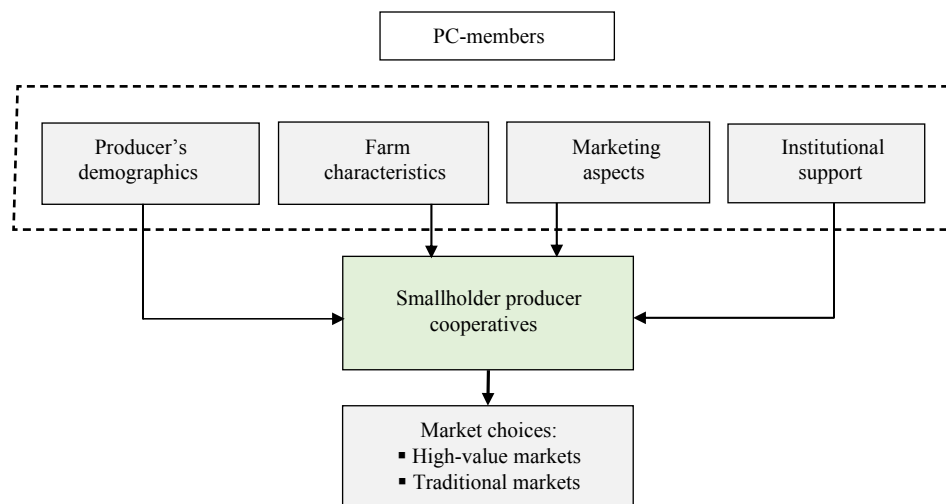 PC-members
Producer's
demographics
Farm
characteristics
Marketing
aspects
Institutional
support
Smallholder producer
cooperatives
Market choices:
▪ High-value markets
▪ Traditional markets